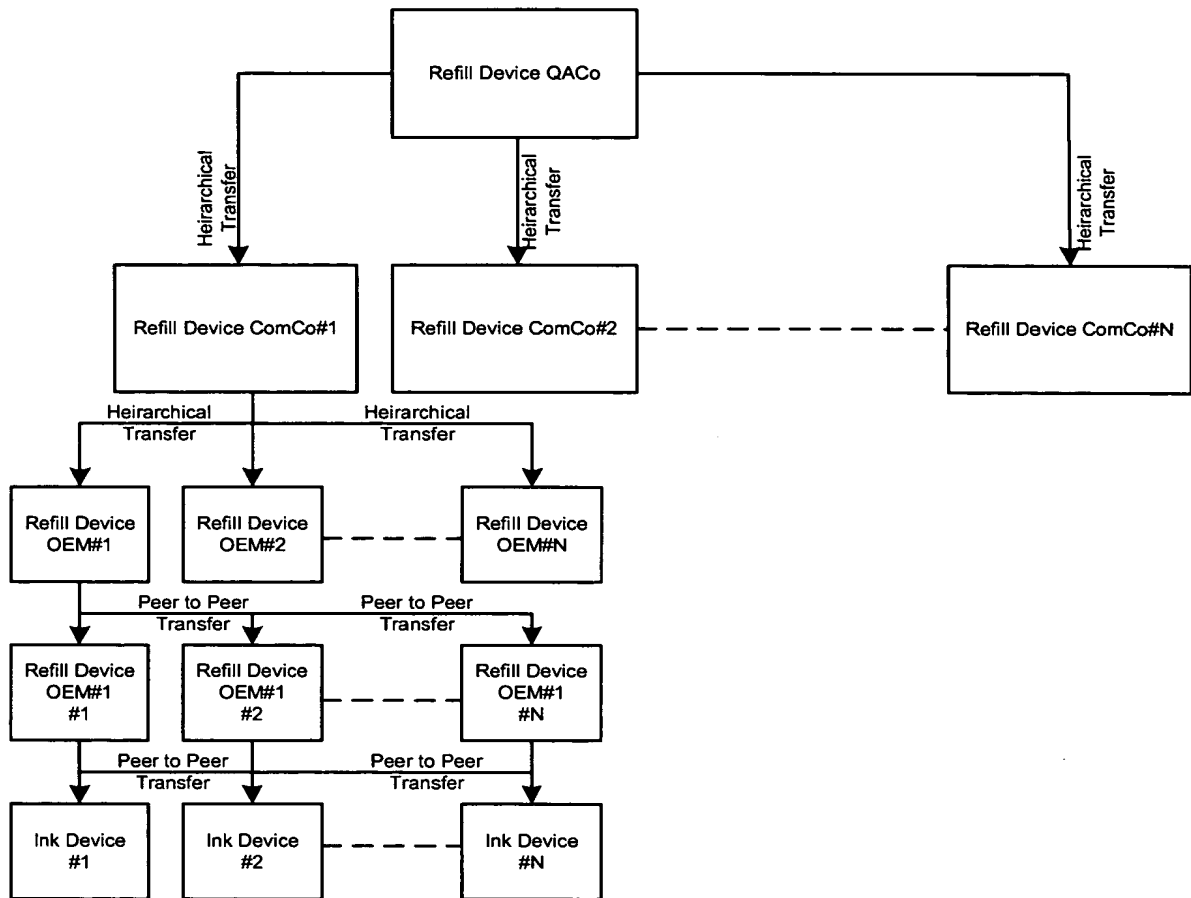 Refill Device QACo
Heirarchical
Transfer
Heirarchical
Transfer
Heirarchical
Transfer
Refill Device ComCo#1
Refill Device ComCo#2
Refill Device ComCo#N
Heirarchical
Transfer
Heirarchical
Transfer
Refill Device
OEM#1
Refill Device
OEM#2
Refill Device
OEM#N
Peer to Peer
Transfer
Peer to Peer
Transfer
Refill Device
OEM#1
#1
Refill Device
OEM#1
#2
Refill Device
OEM#1
#N
Peer to Peer
Transfer
Peer to Peer
Transfer
Ink Device
#1
Ink Device
#2
Ink Device
#N